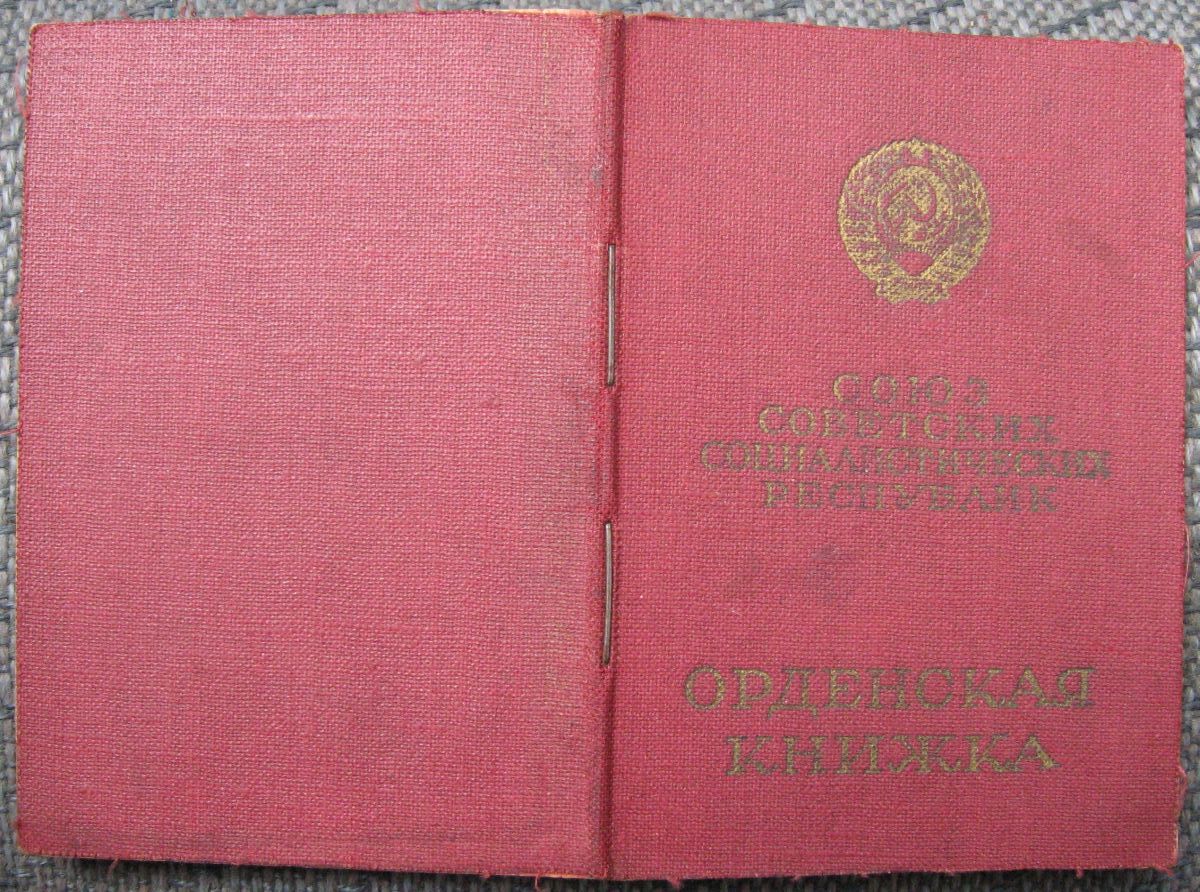 СОЮЗ
СОВЕТСКИХ
СОЦИАЛИСТИЧЕСКИХ
РЕСПУБЛИК
ОРДЕНСКАЯ
КНИЖКА